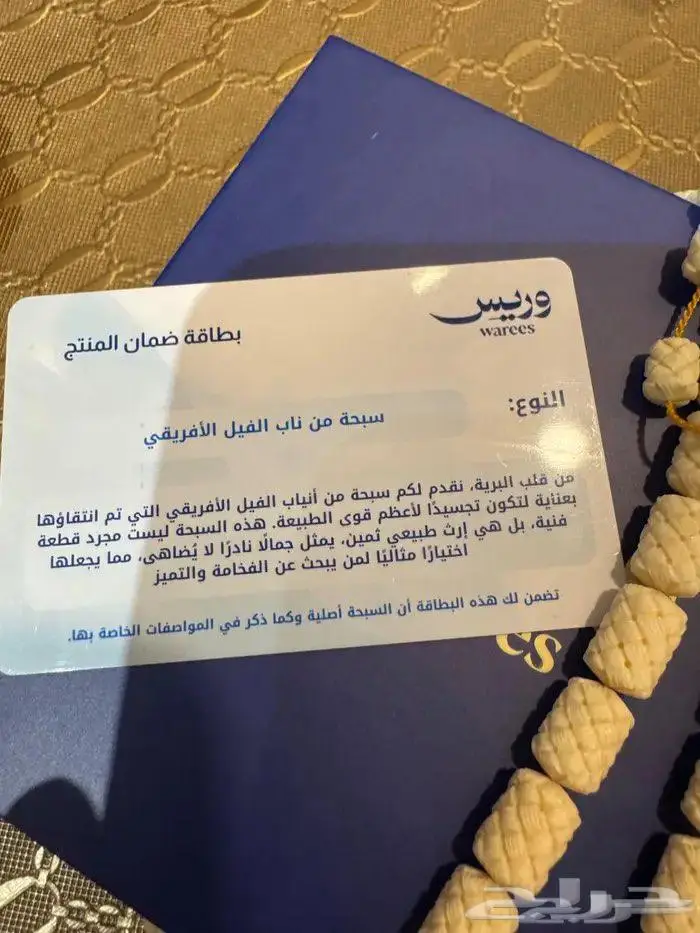 وريس
warees
بطاقة ضمان المنتج
النوع:
سبحة من ناب الفيل الأفريقي
من قلب البرية، نقدم لكم سبحة من أنياب الفيل الأفريقي التي تم انتقاؤها
بعناية لتكون تجسيدًا لأعظم قوى الطبيعة. هذه السبحة ليست مجرد قطعة
فنية، بل هي إرث طبيعي ثمين، يمثل جمالًا نادرًا لا يُضاهى، مما يجعلها
اختيارًا مثاليًا لمن يبحث عن الفخامة والتميز
تضمن لك هذه البطاقة أن السبحة أصلية وكما ذكر في المواصفات الخاصة بها.
es
حراج